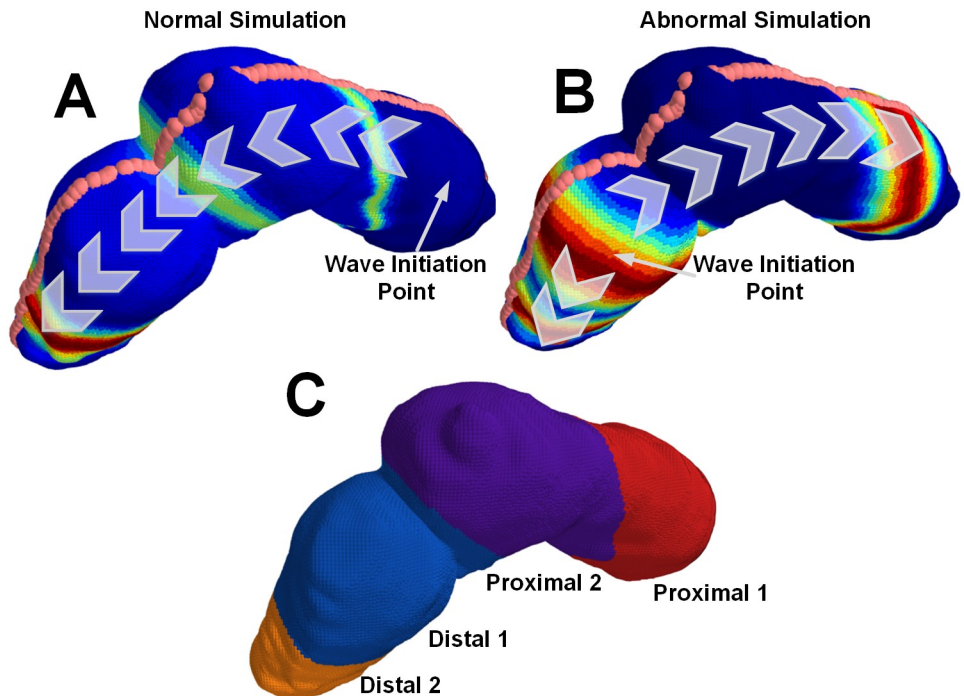 Normal Simulation
Abnormal Simulation
A
B
Wave Initiation
Point
Wave Initiation
Point
C
Proximal 2
Proximal 1
Distal 1
Distal 2